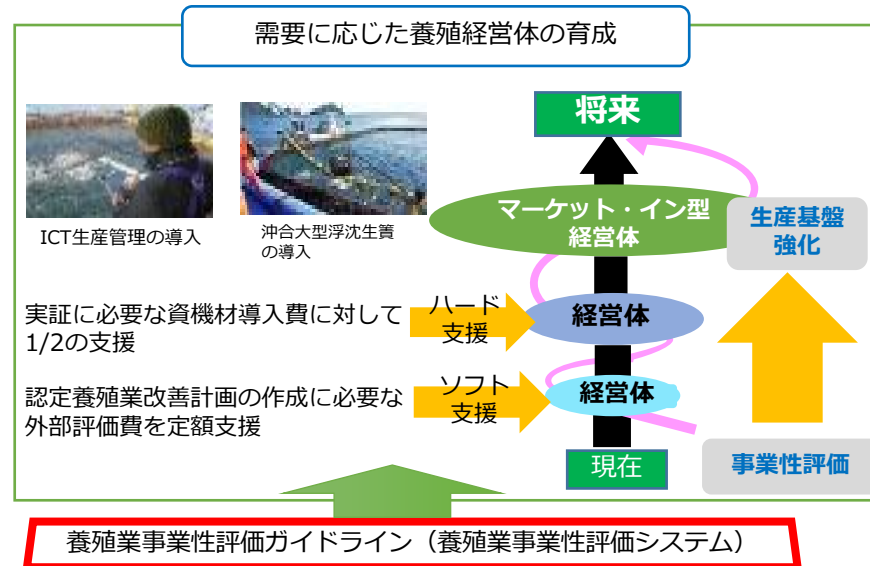 需要に応じた養殖経営体の育成
将来
マーケット・イン型
経営体
生産基盤
強化
ICT生産管理の導入
沖合大型浮沈生簀
の導入
実証に必要な資機材導入費に対して
1/2の支援
ハード
支援
経営体
認定養殖業改善計画の作成に必要な
外部評価費を定額支援
ソフト
支援
経営体
現在
事業性評価
養殖業事業性評価ガイドライン（養殖業事業性評価システム）